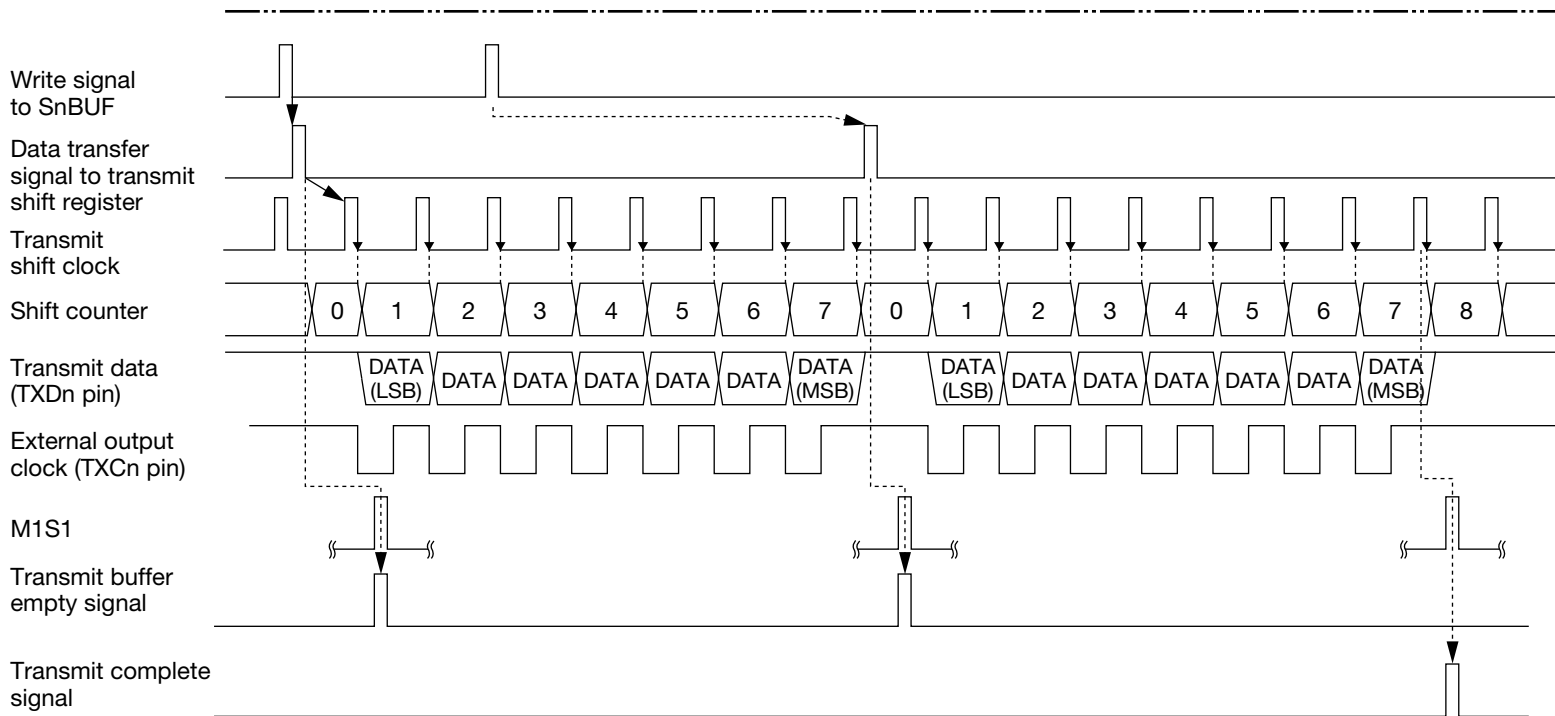 Write signal
to SnBUF
Data transfer
signal to transmit
shift register
Transmit
shift clock
Shift counter
0 1 2 3 4 5 6 7 0 1 2 3 4 5 6 7 8
Transmit data
(TXDn pin)
DATA (LSB) DATA DATA DATA DATA DATA DATA (MSB) DATA (LSB) DATA DATA DATA DATA DATA DATA (MSB)
External output
clock (TXCn pin)
M1S1
Transmit buffer
empty signal
Transmit complete
signal